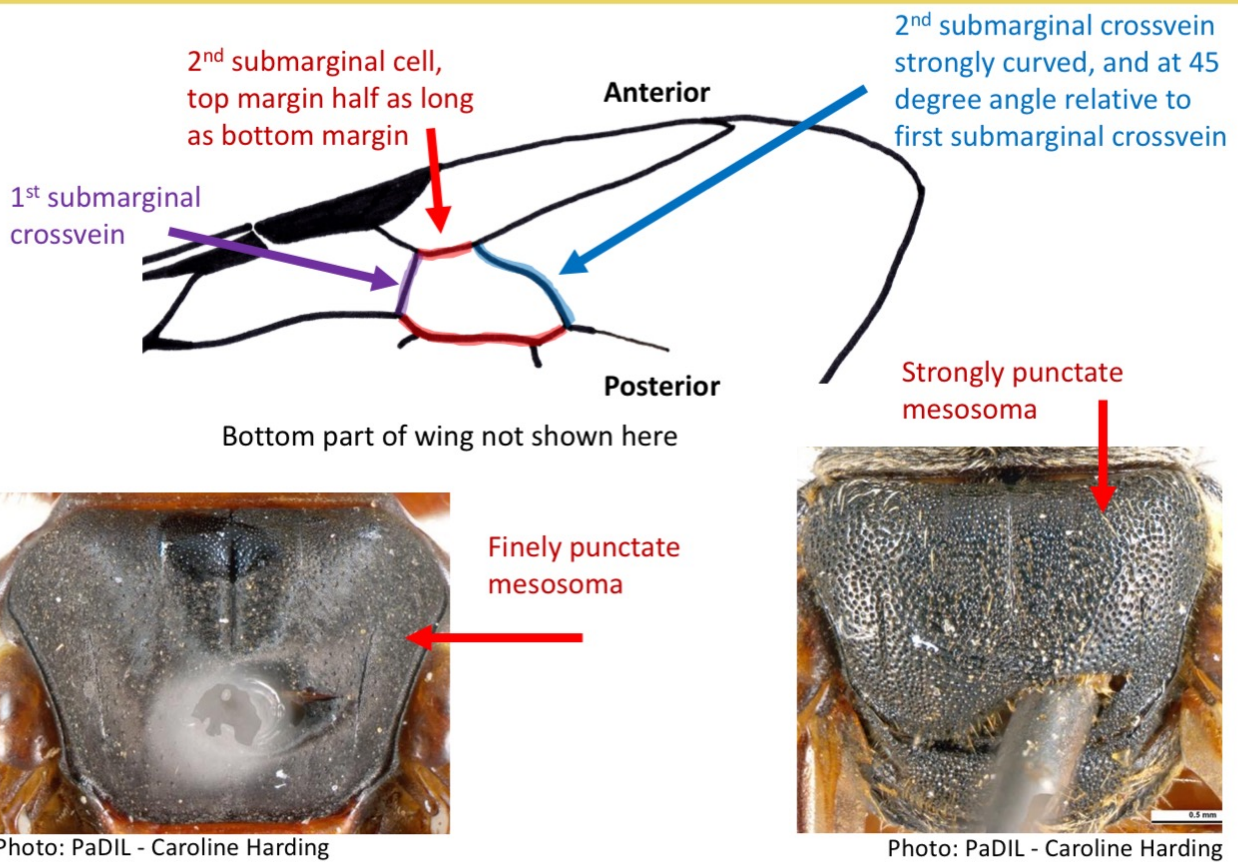 2nd submarginal crossvein
strongly curved, and at 45
degree angle relative to
first submarginal crossvein
2nd submarginal cell,
top margin half as long
as bottom margin
Anterior
1st submarginal
crossvein
Posterior
Strongly punctate
mesosoma
Bottom part of wing not shown here
Finely punctate
mesosoma
0.5 mm
Photo: PaDIL - Caroline Harding
Photo: PaDIL - Caroline Harding